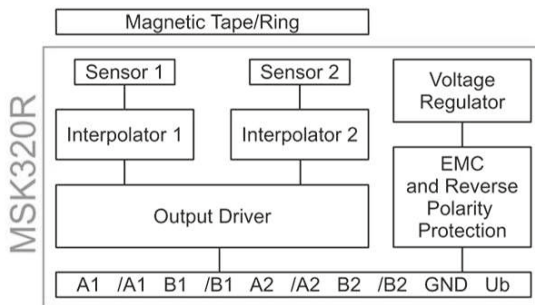 Magnetic Tape/Ring
MSK320R
Sensor 1
Sensor 2
Interpolator 1
Interpolator 2
Voltage
Regulator
EMC
and Reverse
Polarity
Protection
Output Driver
A1 /A1 B1 /B1 A2 /A2 B2 /B2 GND Ub